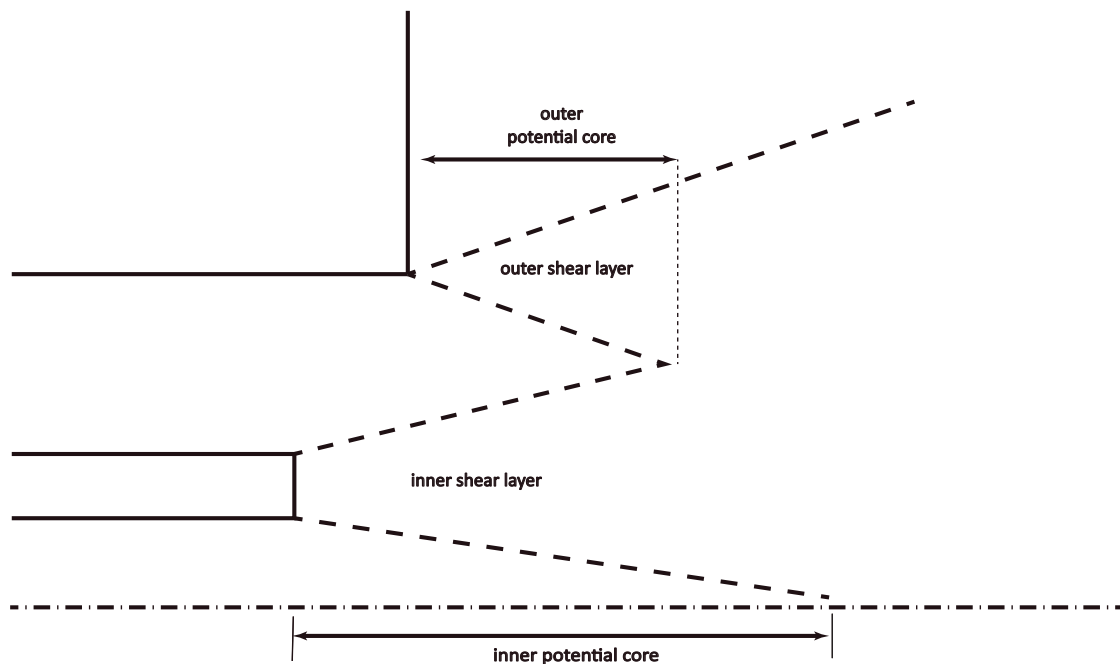 outer
potential core
outer shear layer
inner shear layer
inner potential core